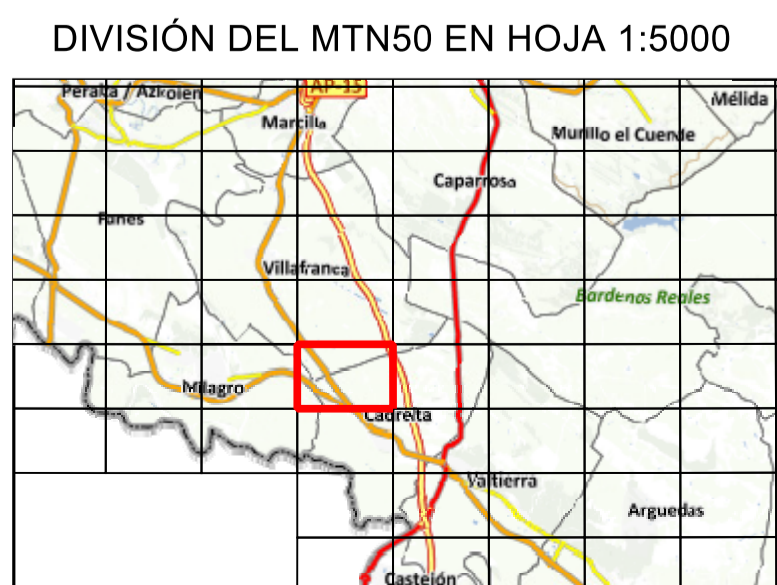 DIVISIÓN DEL MTN50 EN HOJA 1:5000
AP-15
Peralta / Azkoien
Mélida
Marcilla
Murillo el Cuende
Caparroso
Funes
Villafranca
Bardenas Reales
Milagro
Cadreita
Valtierra
Arguedas
Castejón